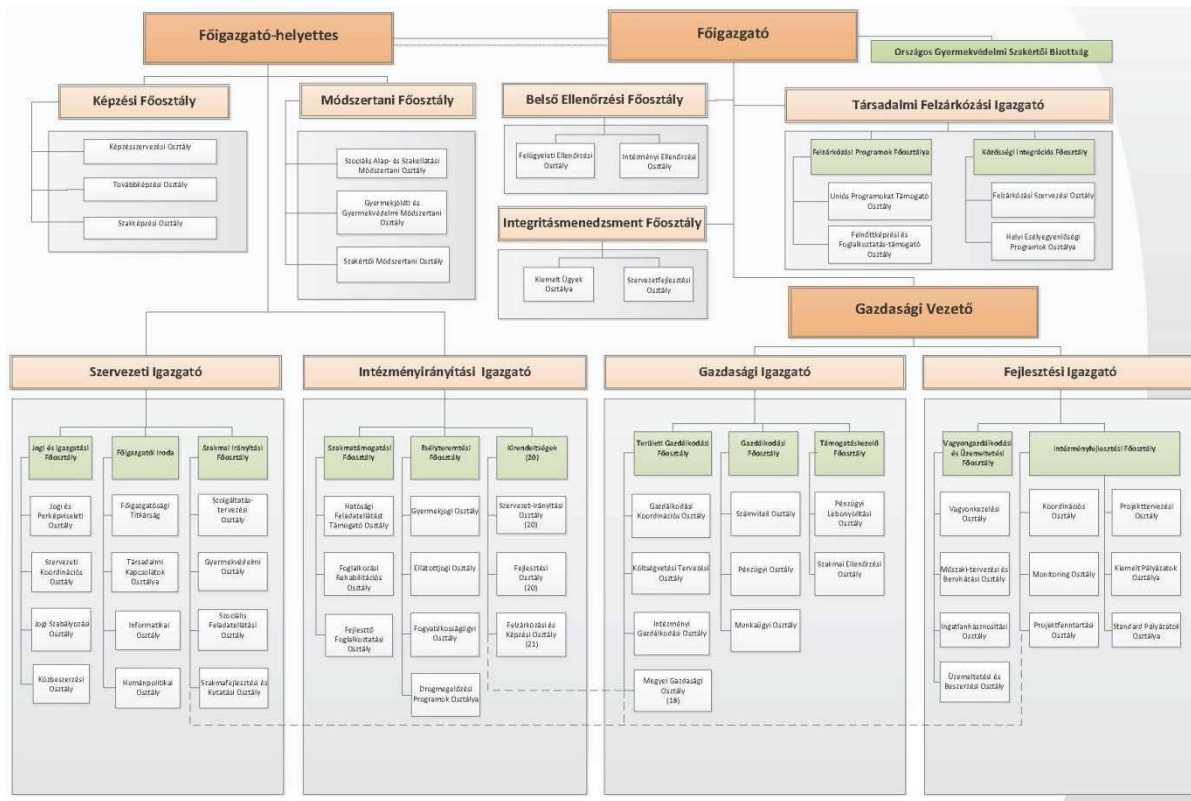 Főigazgató-helyettes
Főigazgató
Országos Gyermekvédelmi Szakértői Bizottság
Képzési Főosztály
Módszertani Főosztály
Belső Ellenőrzési Főosztály
Társadalmi Felzárkózási Igazgató
Képzésszervezési Osztály
Továbbképzési Osztály
Szakképzési Osztály
Szociális Alap- és Szakellátási
Módszertani Osztály
Gyermekjóléti és
Gyermekvédelmi Módszertani
Osztály
Szakértői Módszertani Osztály
Felügyeleti Ellenőrzési
Osztály
Intézményi Ellenőrzési
Osztály
Integritásmenedzsment Főosztály
Kiemelt Ügyek
Osztálya
Szervezetfejlesztési
Osztály
Felzárkózási Programok Főosztálya
Uniós Programokat Támogató
Osztály
Felnőttképzési és
Foglalkoztatás-támogató
Osztály
Közösségi Integrációs Főosztály
Felzárkózási Szervezési Osztály
Helyi Esélyegyenlőségi
Programok Osztálya
Gazdasági Vezető
Szervezeti Igazgató
Intézményirányítási Igazgató
Gazdasági Igazgató
Fejlesztési Igazgató
Jogi és Igazgatási
Főosztály
Jogi és
Perképviseleti
Osztály
Szervezeti
Koordinációs
Osztály
Jogi Szabályozási
Osztály
Közbeszerzési
Osztály
Főigazgatói Iroda
Főigazgatósági
Titkárság
Társadalmi
Kapcsolatok
Osztálya
Informatikai Osztály
Humánpolitikai
Osztály
Szakmai Irányítási
Főosztály
Szolgáltatás-
tervezési
Osztály
Gyermekvédelmi
Osztály
Szociális
Feladatellátási
Osztály
Szakmafejlesztési és
Kutatási Osztály
Szakmatámogatási
Főosztály
Hatósági
Feladatellátást
Támogató Osztály
Foglalkozási
Rehabilitációs
Osztály
Fejlesztő
Foglalkoztatási
Osztály
Esélyteremtési
Főosztály
Gyermekjogi Osztály
Ellátottjogi Osztály
Fogyatékosságügyi
Osztály
Drogmegelőzési
Programok Osztálya
Kirendeltségek
(20)
Szervezet-irányítási
Osztály
(20)
Fejlesztési Osztály
(20)
Felzárkózási és
Képzési Osztály
(21)
Területi Gazdálkodási
Főosztály
Gazdálkodási
Koordinációs Osztály
Költségvetési Tervezési
Osztály
Intézményi
Gazdálkodási Osztály
Megyei Gazdasági
Osztály
(18)
Gazdálkodási
Főosztály
Számviteli Osztály
Pénzügyi Osztály
Munkaügyi Osztály
Támogatáskezelő
Főosztály
Pénzügyi
Lebonyolítási
Osztály
Szakmai Ellenőrzési
Osztály
Vagyongazdálkodási
és Üzemeltetési
Főosztály
Vagyonkezelési
Osztály
Műszaki-tervezési és
Beruházási Osztály
Ingatlanhasznosítási
Osztály
Üzemeltetési és
Beszerzési Osztály
Intézményfejlesztési Főosztály
Koordinációs
Osztály
Monitoring Osztály
Projektfenntartási
Osztály
Projekttervezési
Osztály
Kiemelt Pályázatok
Osztálya
Standard Pályázatok
Osztálya